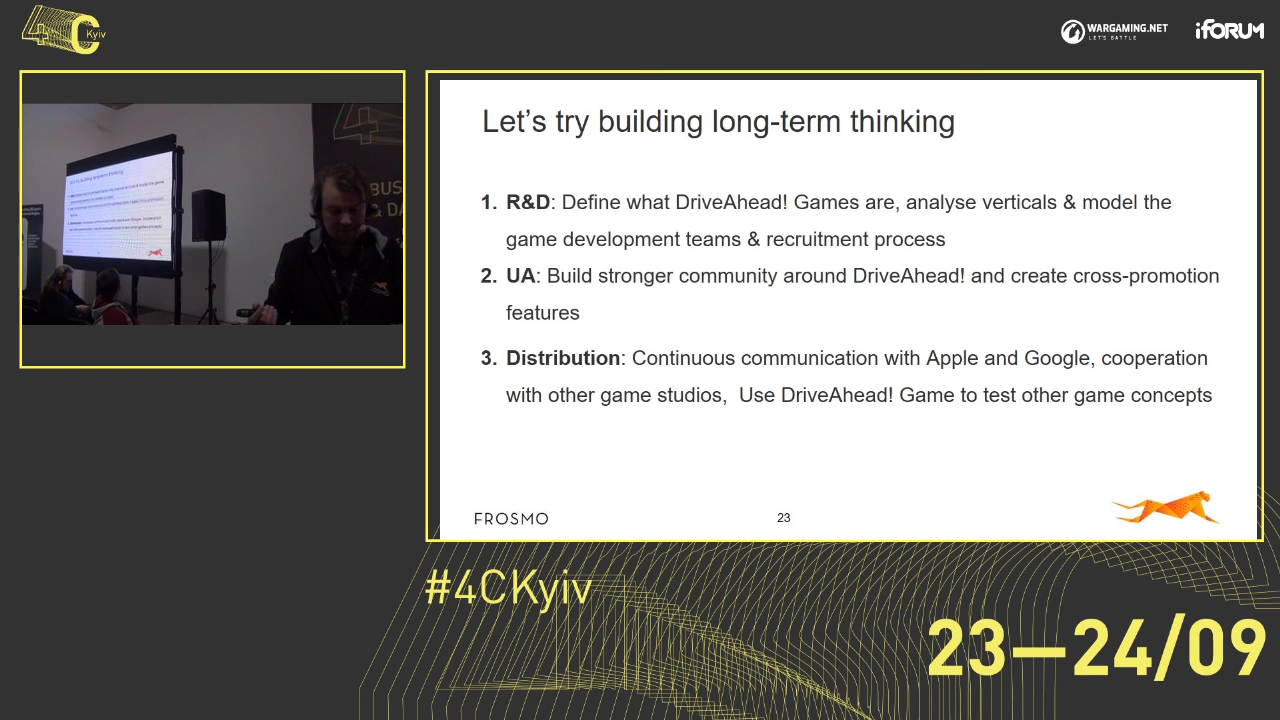 4C Kyiv
WARGAMING.NET
LET'S BATTLE
iFORUM
BUS
& DA
Let’s try building long-term thinking
1. R&D: Define what DriveAhead! Games are, analyse verticals & model the
game development teams & recruitment process
2. UA: Build stronger community around DriveAhead! and create cross-promotion
features
3. Distribution: Continuous communication with Apple and Google, cooperation
with other game studios,  Use DriveAhead! Game to test other game concepts
FROSMO
23
#4CKyiv
23—24/09